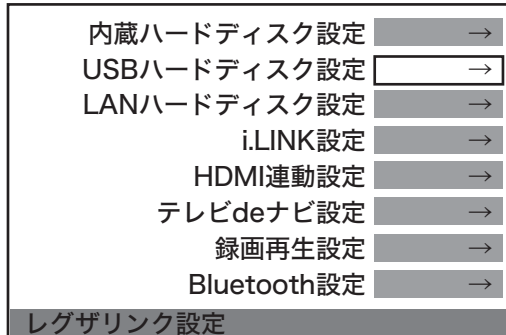 内蔵ハードディスク設定 →
USBハードディスク設定 →
LANハードディスク設定 →
i.LINK設定 →
HDMI連動設定 →
テレビdeナビ設定 →
録画再生設定 →
Bluetooth設定 →
レグザリンク設定